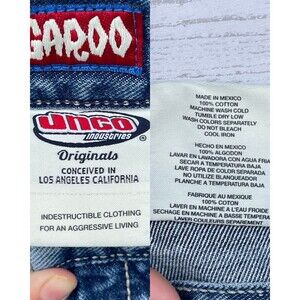 GAROO
UNCO
industries
Originals
CONCEIVED IN
LOS ANGELES CALIFORNIA
INDESTRUCTIBLE CLOTHING
FOR AN AGGRESSIVE LIVING
MADE IN MEXICO
100% COTTON
MACHINE WASH COLD
TUMBLE DRY LOW
WASH COLORS SEPARATELY
DO NOT BLEACH
COOL IRON
HECHO EN MEXICO
100% ALGODON
LAVAR EN LAVADORA CON AGUA FRIA
SECAR A TEMPERATURA BAJA
LAVE ROPA DE COLOR SEPARADA
NO UTILIZE BLANQUEADOR
PLANCHE A TEMPERATURA BAJA
FABRIQUE AU MEXIQUE
100% COTON
LAVER EN MACHINE A L'EAU FROIDE
SECHAGE EN MACHINE A BASSE TEMPERA
LAVER COULEURS SEPAREMENT